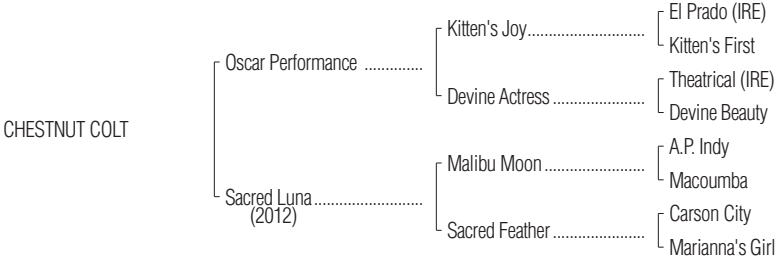 El Prado (IRE)
Kitten's Joy..............................
Kitten's First
Oscar Performance ..............
Theatrical (IRE)
Devine Actress .......................
Devine Beauty
CHESTNUT COLT
A.P. Indy
Malibu Moon .........................
Macoumba
Sacred Luna..........................
(2012)
Carson City
Sacred Feather ......................
Marianna's Girl